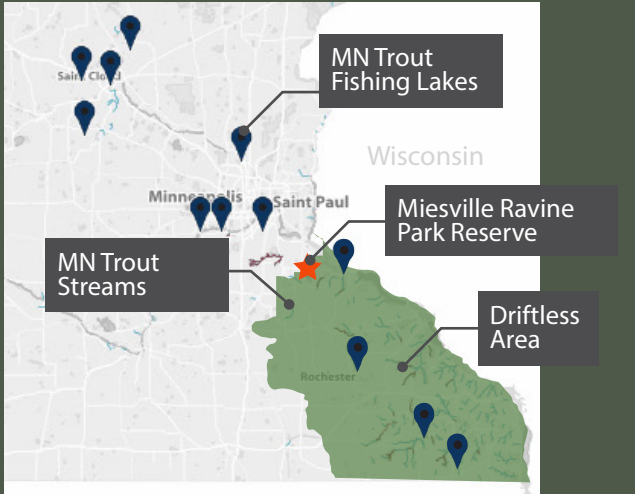 MN Trout
Fishing Lakes
Saint Cloud
Wisconsin
Minneapolis
Saint Paul
Miesville Ravine
Park Reserve
MN Trout
Streams
Driftless
Area
Rochester